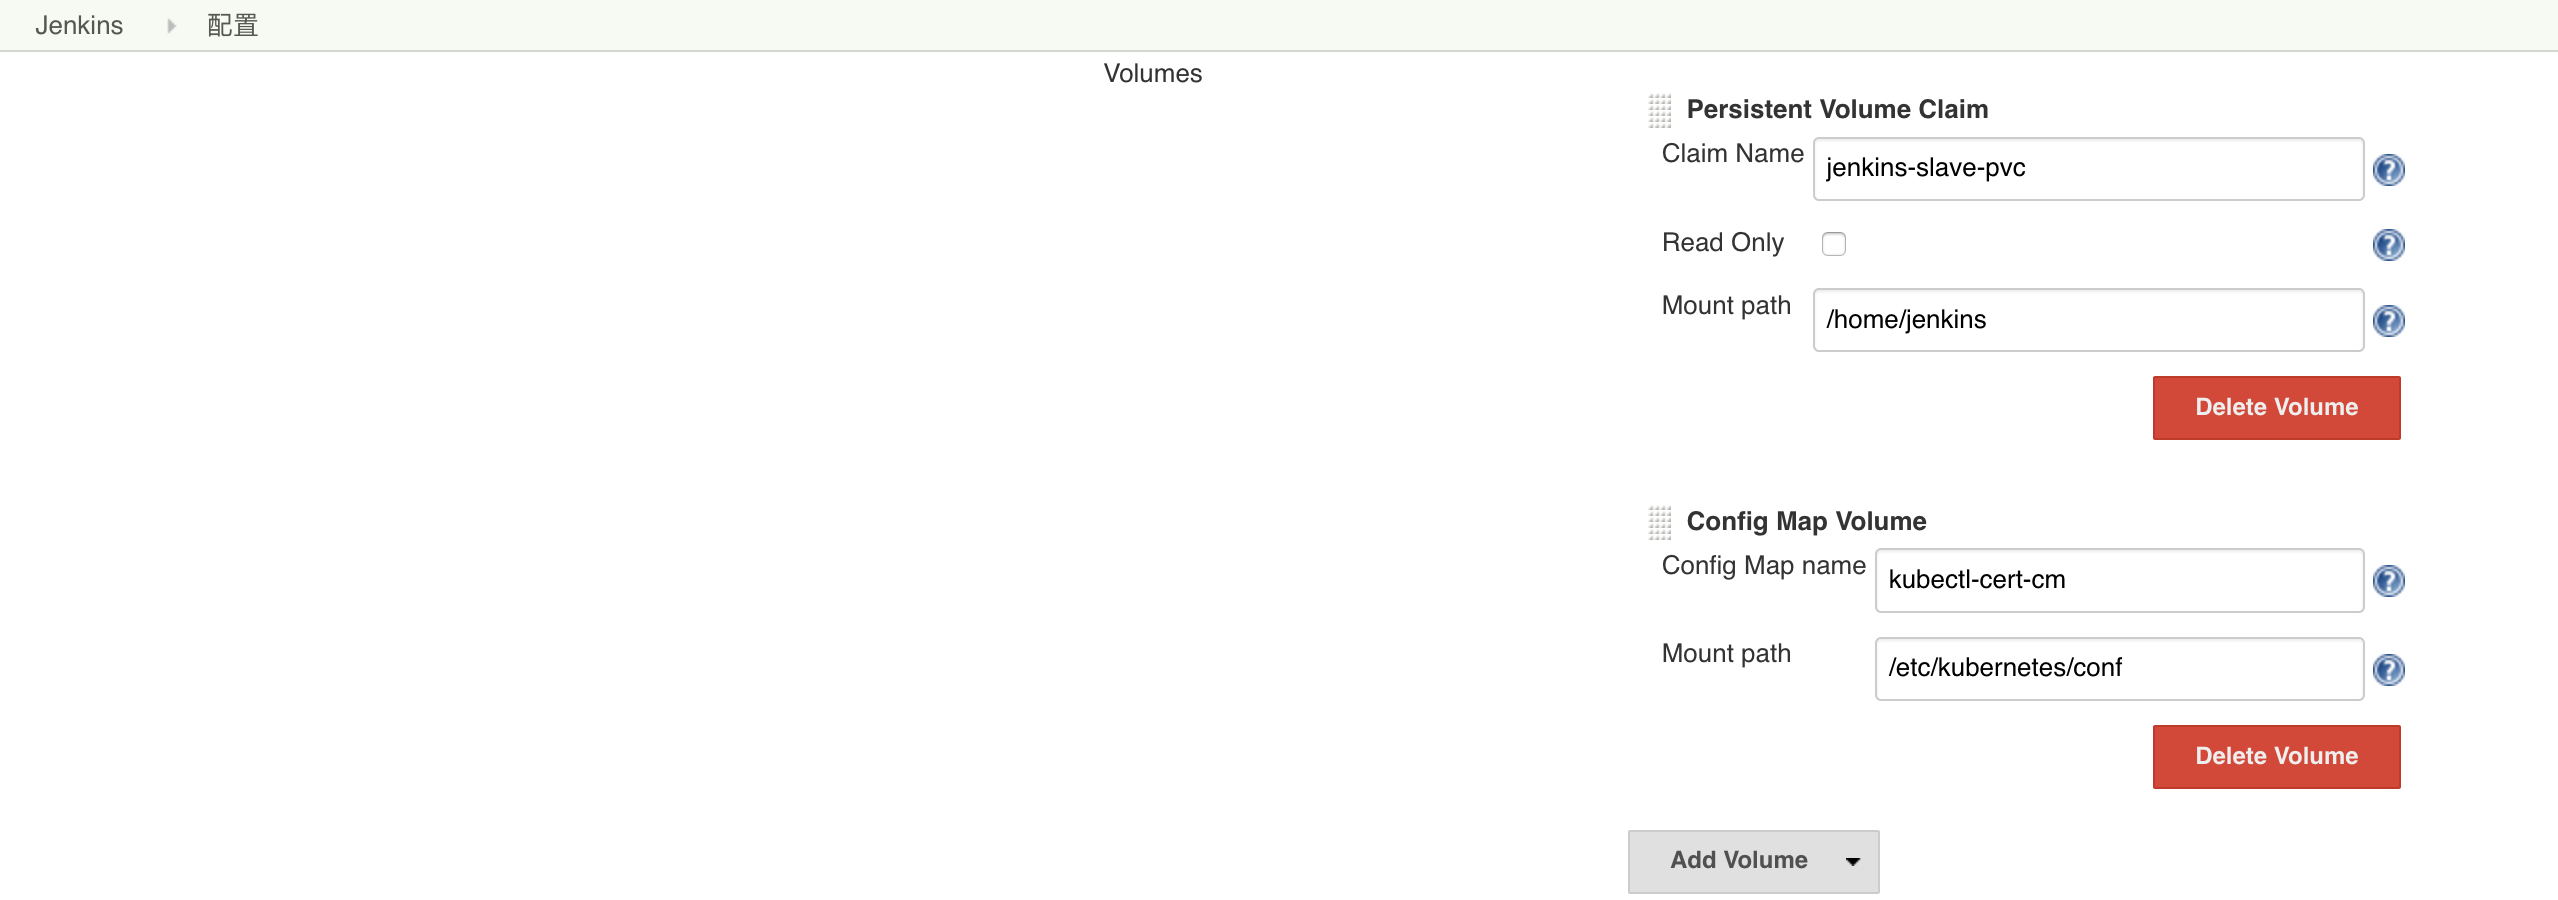 Jenkins 配置
Volumes
Persistent Volume Claim
Claim Name jenkins-slave-pvc
Read Only
Mount path /home/jenkins
Delete Volume
Config Map Volume
Config Map name kubectl-cert-cm
Mount path /etc/kubernetes/conf
Delete Volume
Add Volume